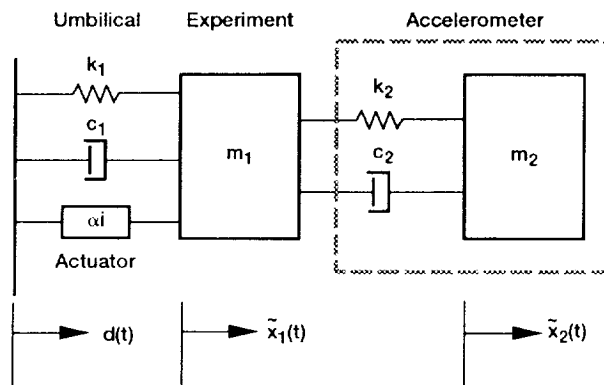 Umbilical Experiment Accelerometer
k₁
k₂
c₁
c₂
m₁
m₂
αi
Actuator
d(t)
x̃₁(t)
x̃₂(t)